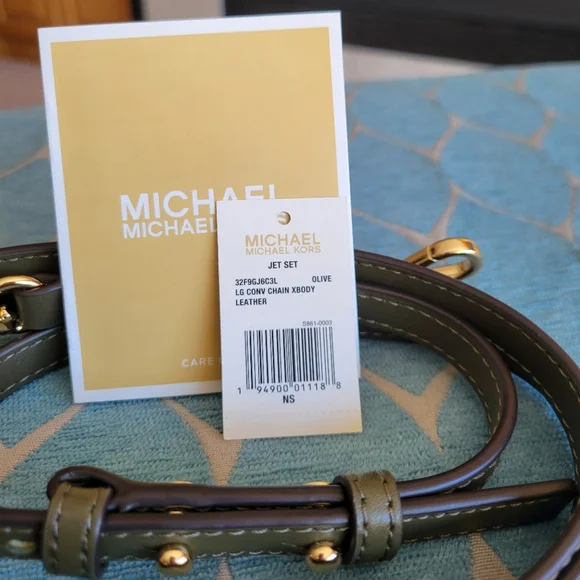 MICHAEL
MICHAEL
CARE
MICHAEL
MICHAEL KORS
JET SET
32F9GJ6C3L OLIVE
LG CONV CHAIN XBODY
LEATHER
S861-0003
1 94900 01118 8
NS